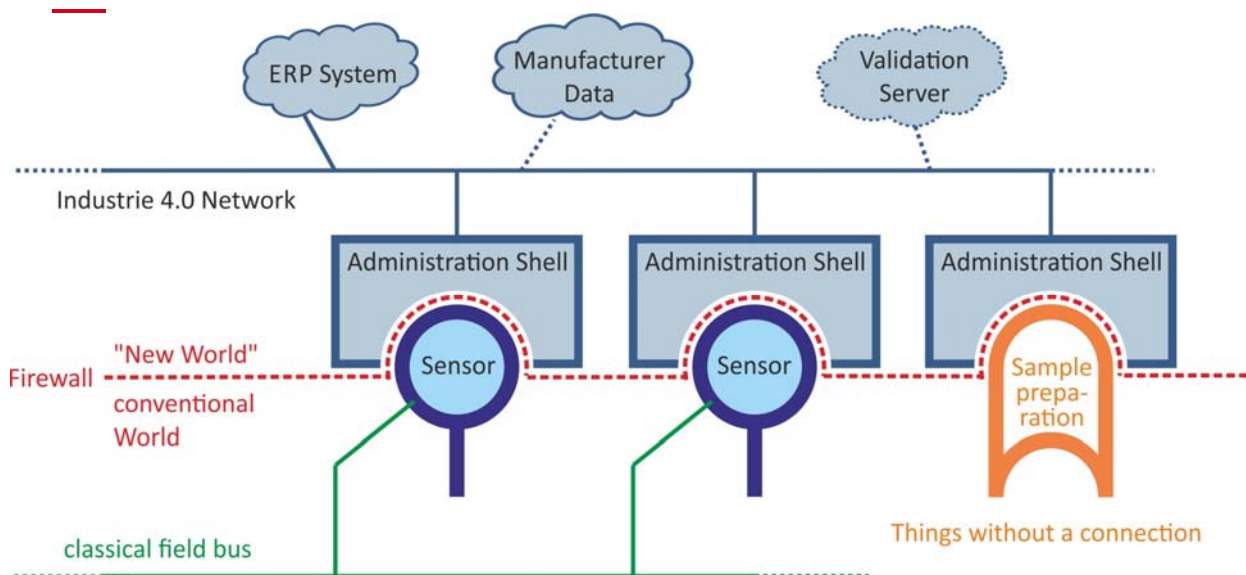 ERP System
Manufacturer
Data
Validation
Server
Industrie 4.0 Network
Administration Shell
Administration Shell
Administration Shell
Sensor
Sensor
Sample
prepa-
ration
Firewall
"New World"
conventional
World
Things without a connection
classical field bus